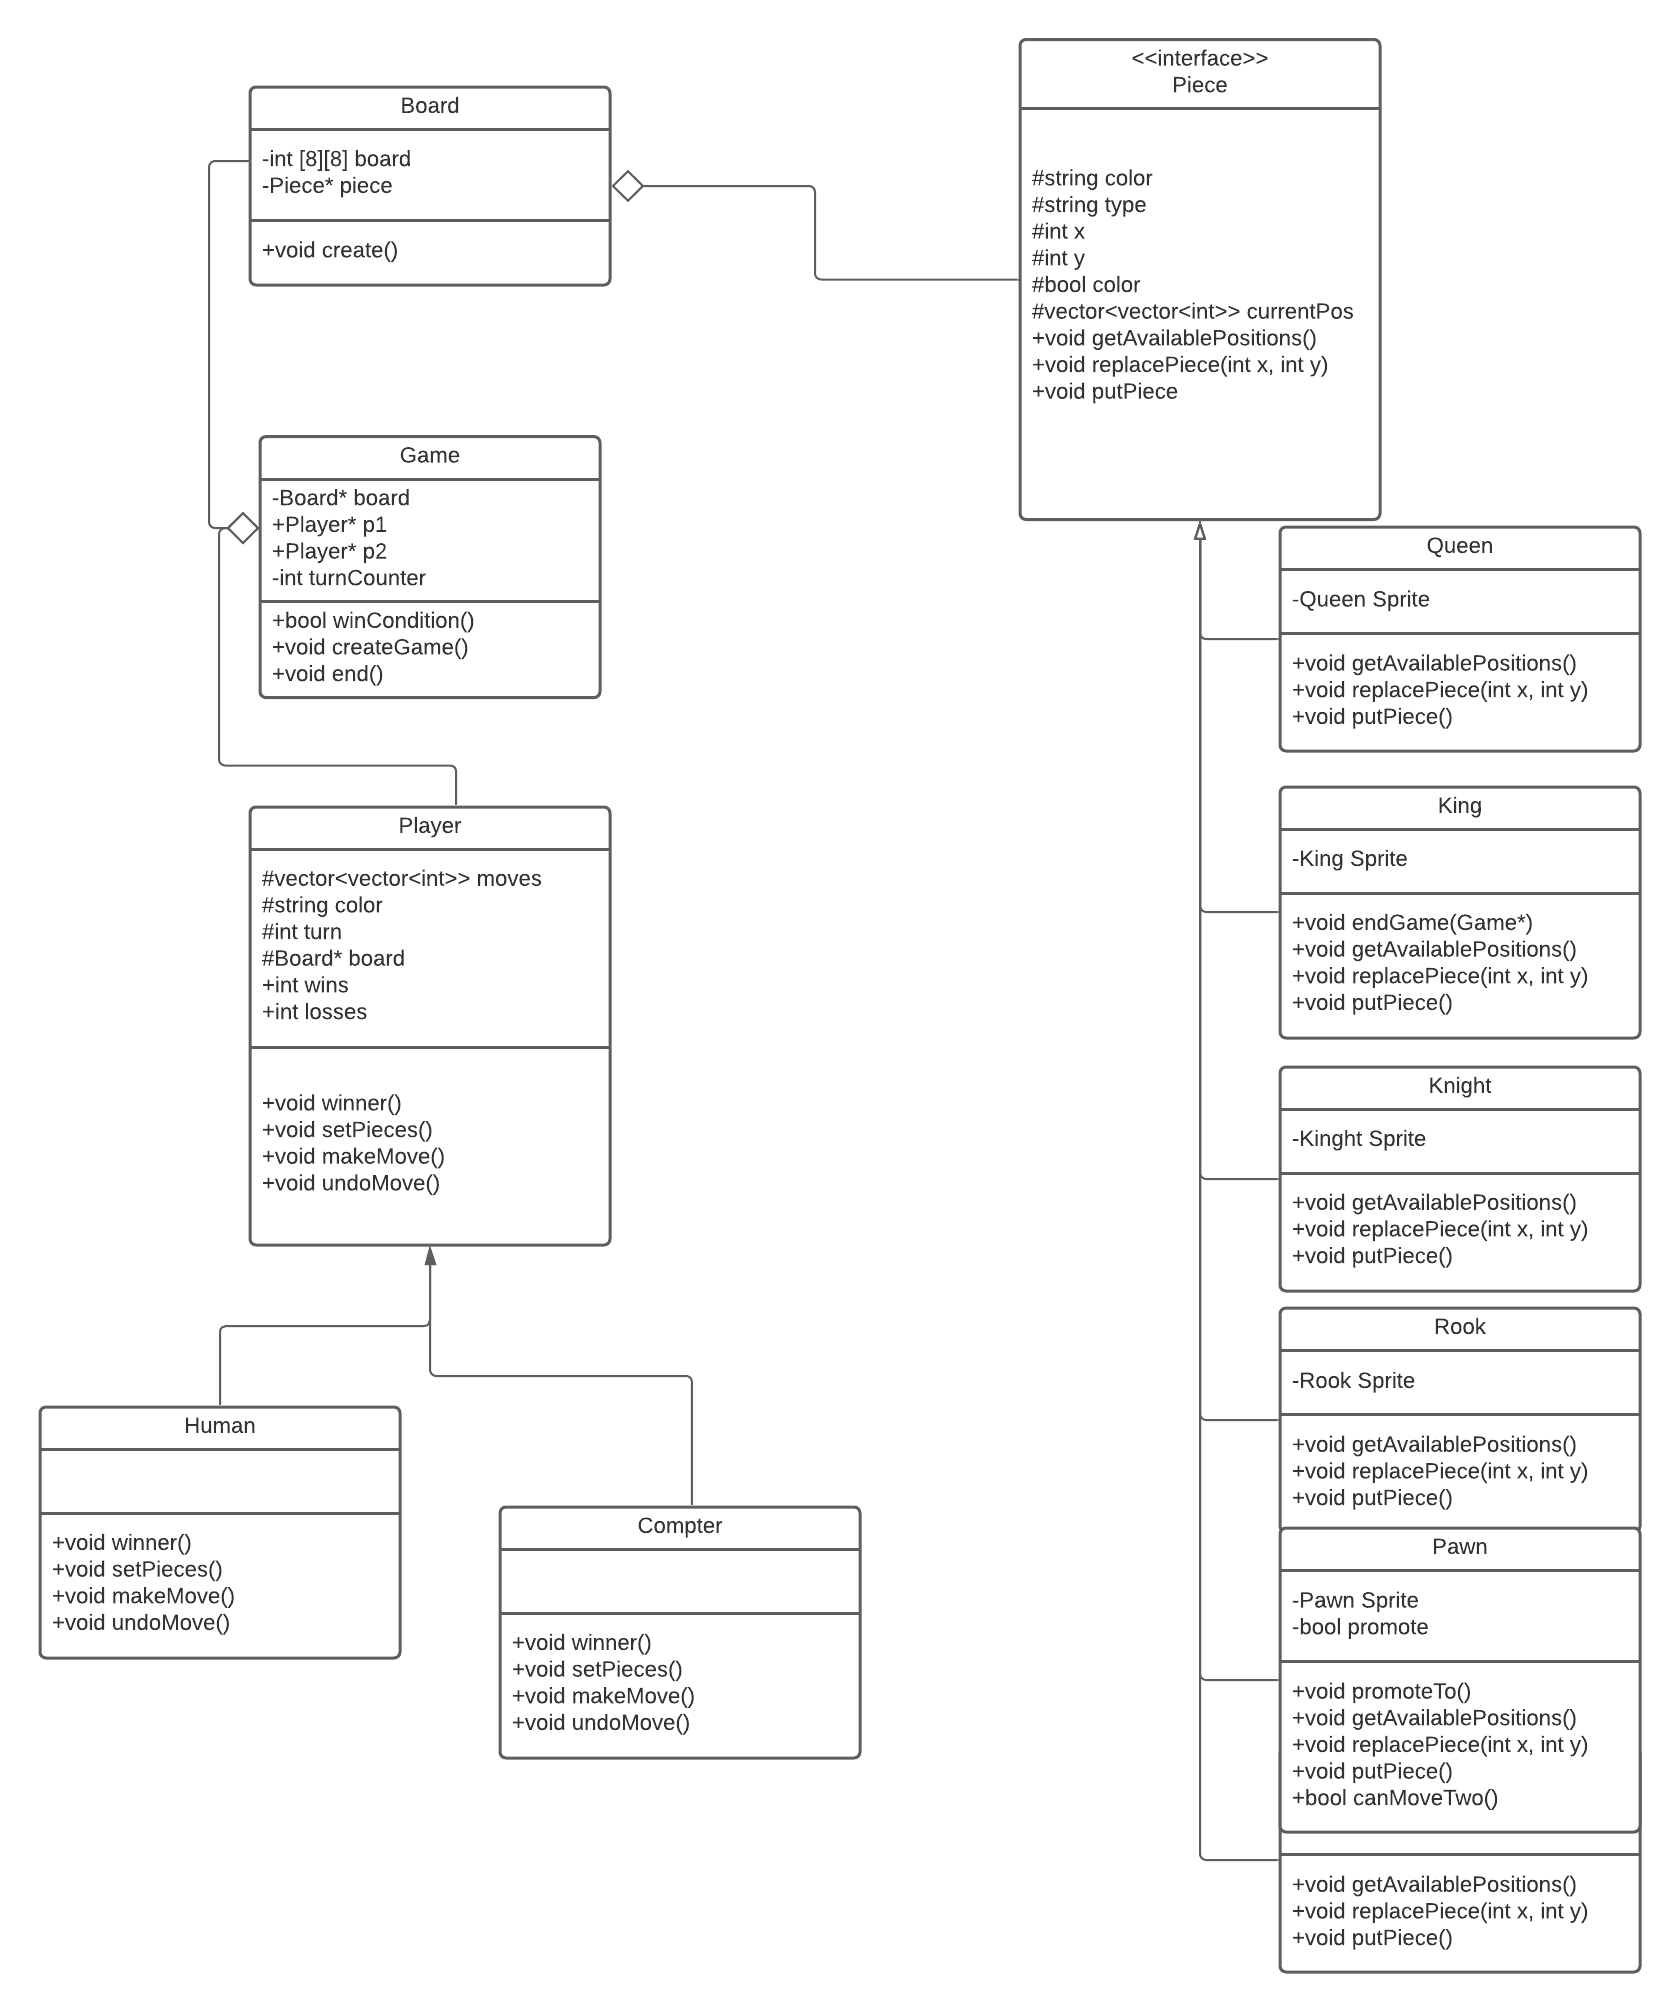 Board
-int [8][8] board
-Piece* piece
+void create()
<<interface>>
Piece
#string color
#string type
#int x
#int y
#bool color
#vector<vector<int>> currentPos
+void getAvailablePositions()
+void replacePiece(int x, int y)
+void putPiece
Game
-Board* board
+Player* p1
+Player* p2
-int turnCounter
+bool winCondition()
+void createGame()
+void end()
Player
#vector<vector<int>> moves
#string color
#int turn
#Board* board
+int wins
+int losses
+void winner()
+void setPieces()
+void makeMove()
+void undoMove()
Human
+void winner()
+void setPieces()
+void makeMove()
+void undoMove()
Compter
+void winner()
+void setPieces()
+void makeMove()
+void undoMove()
Queen
-Queen Sprite
+void getAvailablePositions()
+void replacePiece(int x, int y)
+void putPiece()
King
-King Sprite
+void endGame(Game*)
+void getAvailablePositions()
+void replacePiece(int x, int y)
+void putPiece()
Knight
-Kinght Sprite
+void getAvailablePositions()
+void replacePiece(int x, int y)
+void putPiece()
Rook
-Rook Sprite
+void getAvailablePositions()
+void replacePiece(int x, int y)
+void putPiece()
Pawn
-Pawn Sprite
-bool promote
+void promoteTo()
+void getAvailablePositions()
+void replacePiece(int x, int y)
+void putPiece()
+bool canMoveTwo()
+void getAvailablePositions()
+void replacePiece(int x, int y)
+void putPiece()